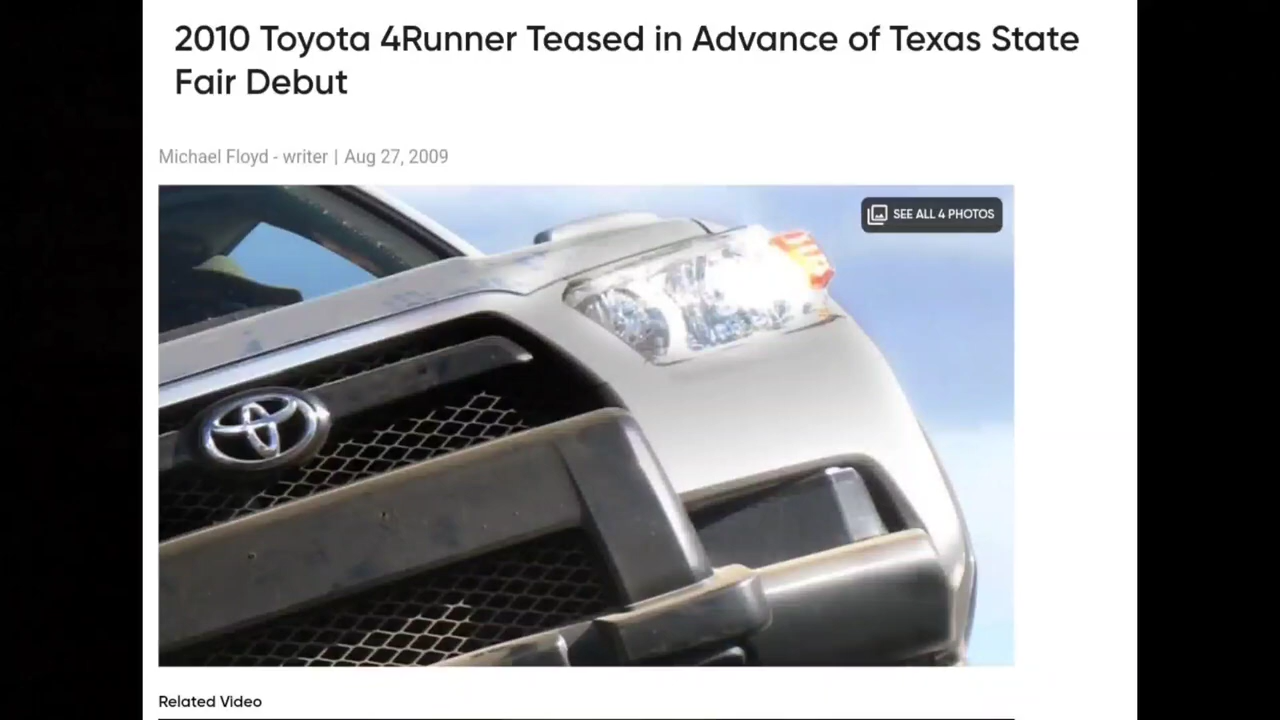 2010 Toyota 4Runner Teased in Advance of Texas State
Fair Debut
Michael Floyd - writer | Aug 27, 2009
SEE ALL 4 PHOTOS
Related Video